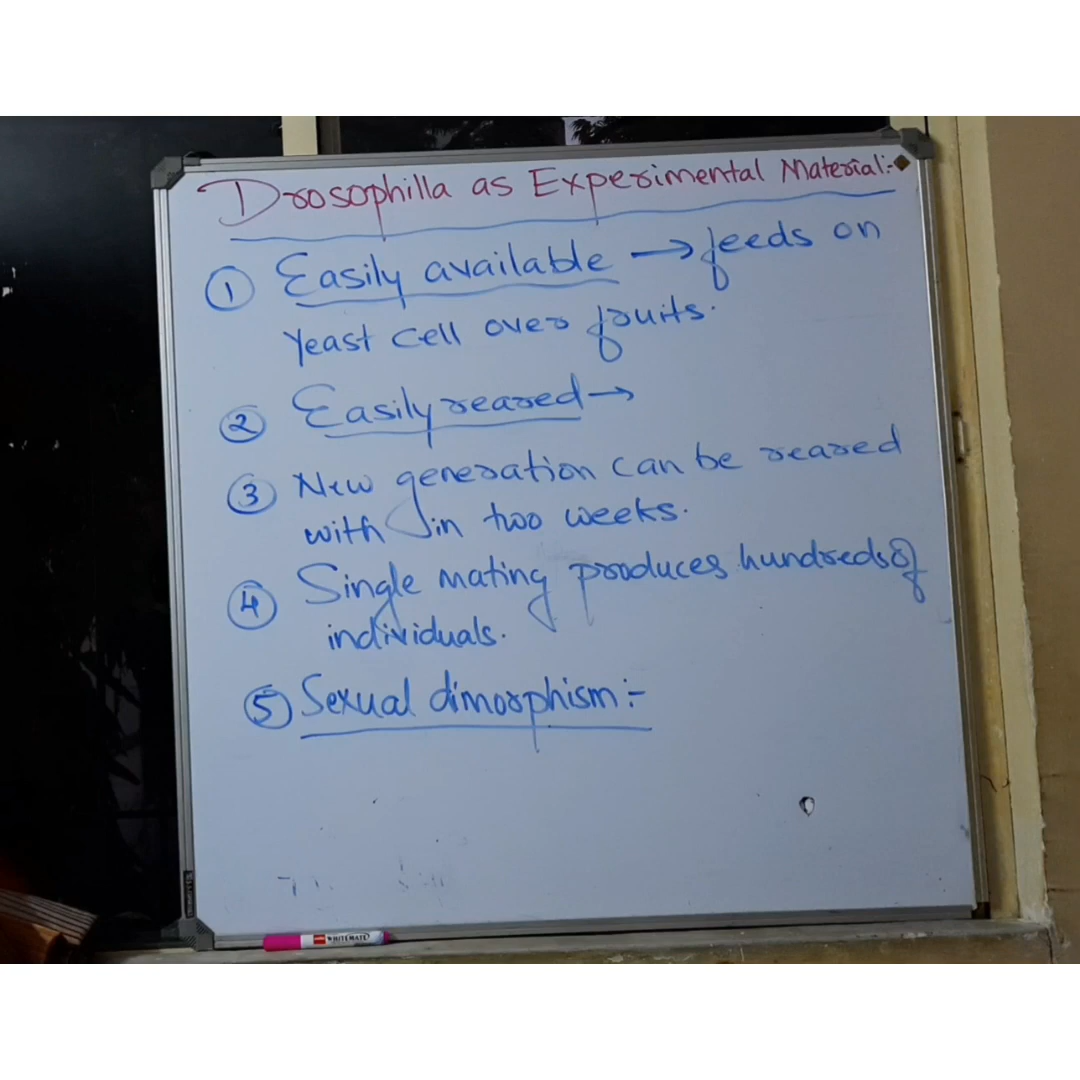 Drosophilla as Experimental Material:-
① Easily available → feeds on
Yeast cell over fruits.
② Easily reared →
③ New generation can be reared
with in two weeks.
④ Single mating produces hundreds of
individuals.
⑤ Sexual dimorphism:-
WHITEMATE